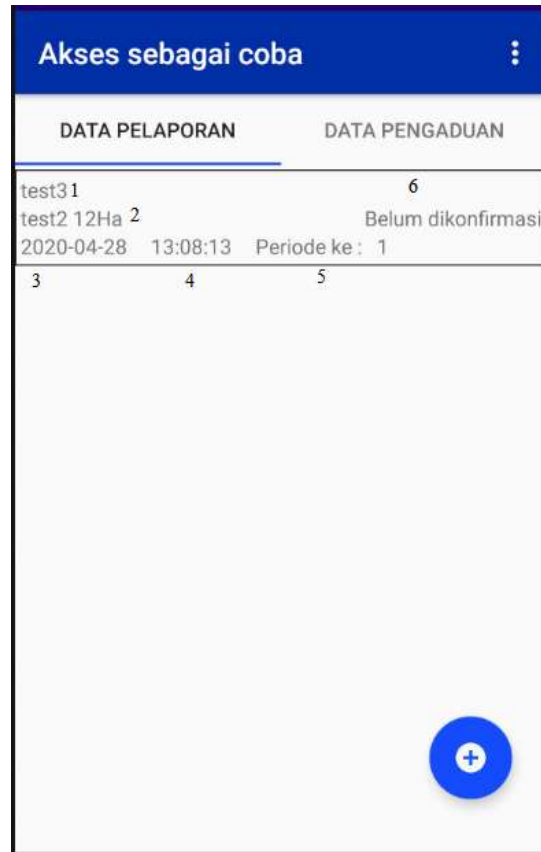 Akses sebagai coba
DATA PELAPORAN DATA PENGADUAN
test3 1 6
test2 12Ha 2 Belum dikonfirmasi
2020-04-28 13:08:13 Periode ke : 1
3 4 5